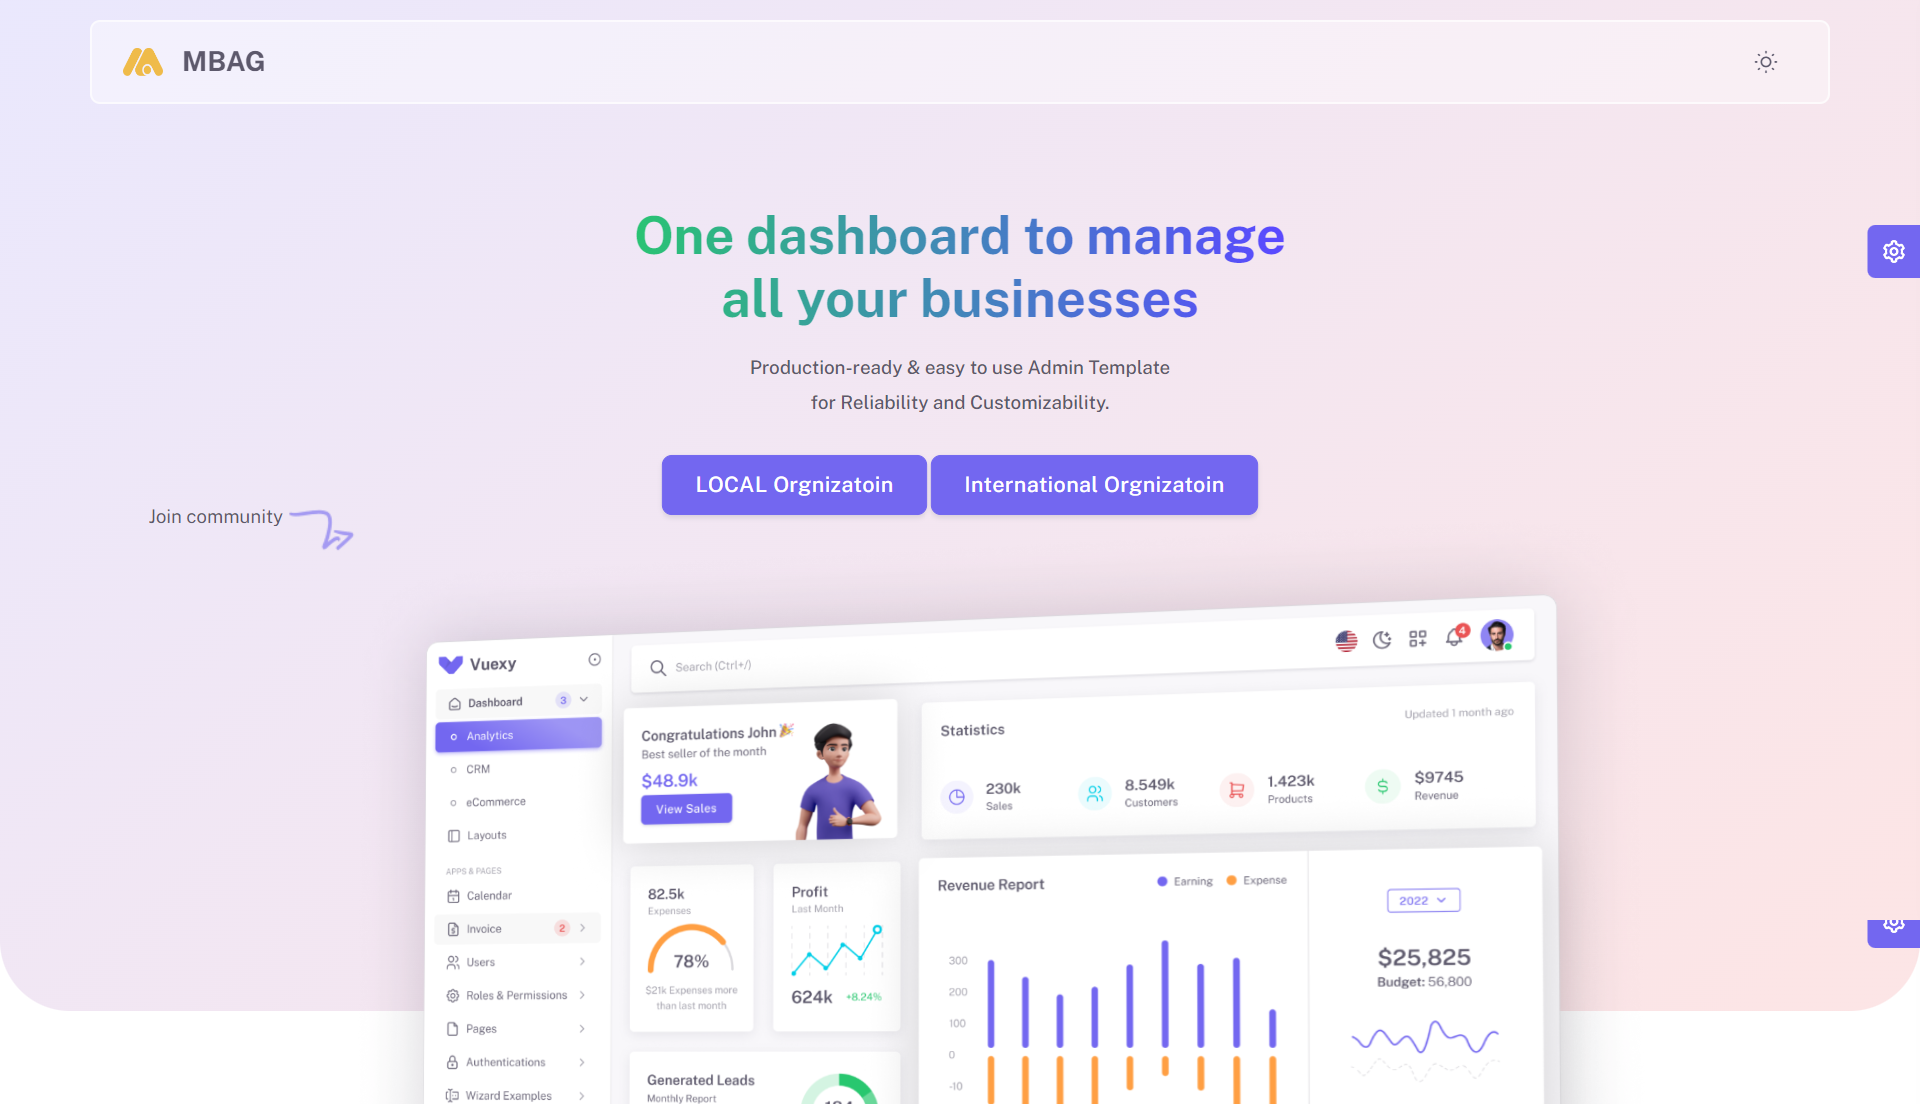 MBAG
One dashboard to manage
all your businesses
Production-ready & easy to use Admin Template
for Reliability and Customizability.
LOCAL Orgnizatoin
International Orgnizatoin
Join community
Vuexy
Search (Ctrl+/)
4
Dashboard 3
Analytics
CRM
eCommerce
Layouts
APPS & PAGES
Calendar
Invoice 2
Users
Roles & Permissions
Pages
Authentications
Wizard Examples
Congratulations John
Best seller of the month
$48.9k
View Sales
Statistics
Updated 1 month ago
230k
Sales
8.549k
Customers
1.423k
Products
$9745
Revenue
82.5k
Expenses
78%
$21k Expenses more
than last month
Profit
Last Month
624k +8.24%
Generated Leads
Monthly Report
Revenue Report
Earning Expense
300
200
100
0
-10
2022
$25,825
Budget: 56,800